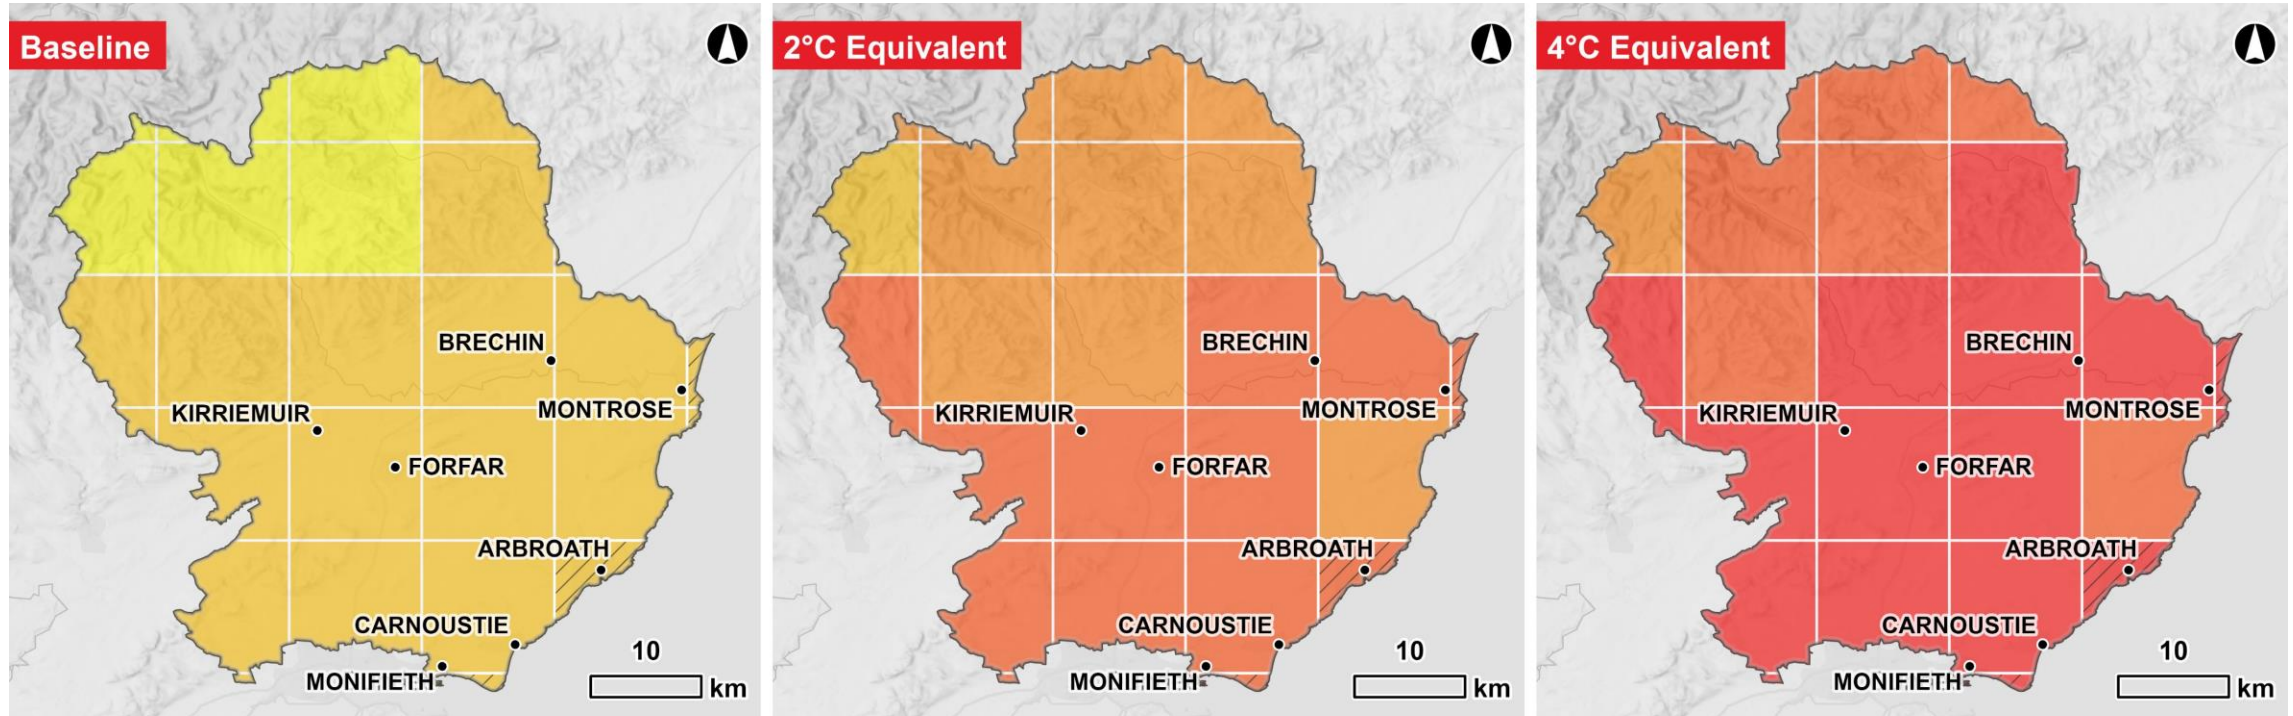 Baseline
BRECHIN
MONTROSE
KIRRIEMUIR
FORFAR
ARBROATH
CARNOUSTIE
MONIFIETH
10
km
2°C Equivalent
BRECHIN
MONTROSE
KIRRIEMUIR
FORFAR
ARBROATH
CARNOUSTIE
MONIFIETH
10
km
4°C Equivalent
BRECHIN
MONTROSE
KIRRIEMUIR
FORFAR
ARBROATH
CARNOUSTIE
MONIFIETH
10
km